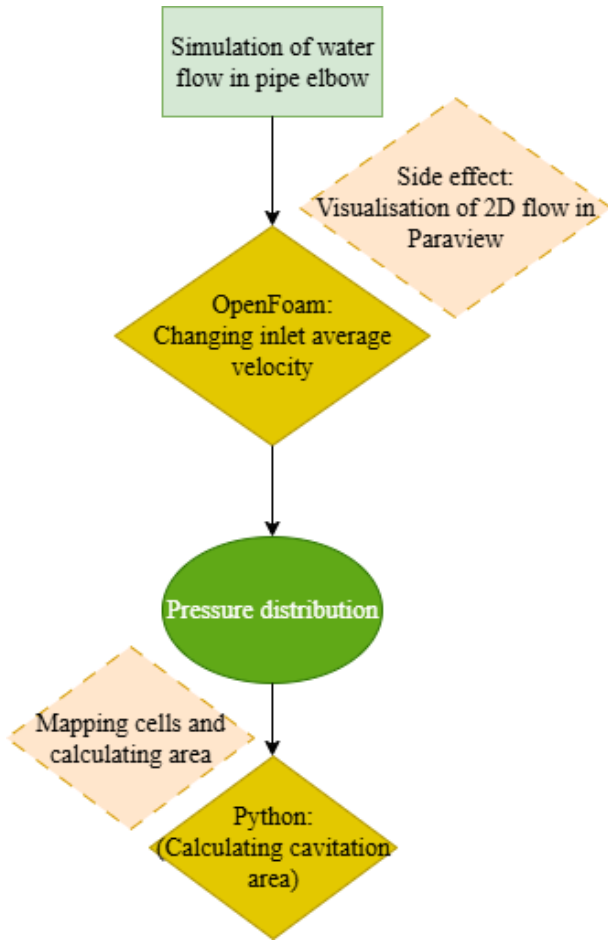 Simulation of water
flow in pipe elbow
Side effect:
Visualisation of 2D flow in
Paraview
OpenFoam:
Changing inlet average
velocity
Pressure distribution
Mapping cells and
calculating area
Python:
(Calculating cavitation
area)